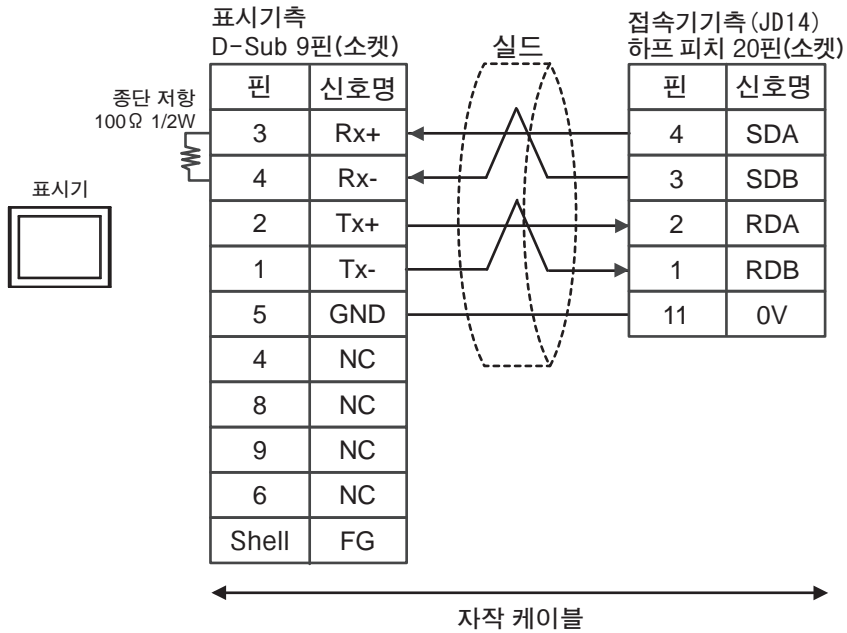 표시기측
D-Sub 9핀(소켓)
실드
접속기기측(JD14)
하프 피치 20핀(소켓)
종단 저항
100Ω 1/2W
표시기
핀 신호명
3 Rx+
4 Rx-
2 Tx+
1 Tx-
5 GND
4 NC
8 NC
9 NC
6 NC
Shell FG
핀 신호명
4 SDA
3 SDB
2 RDA
1 RDB
11 0V
자작 케이블